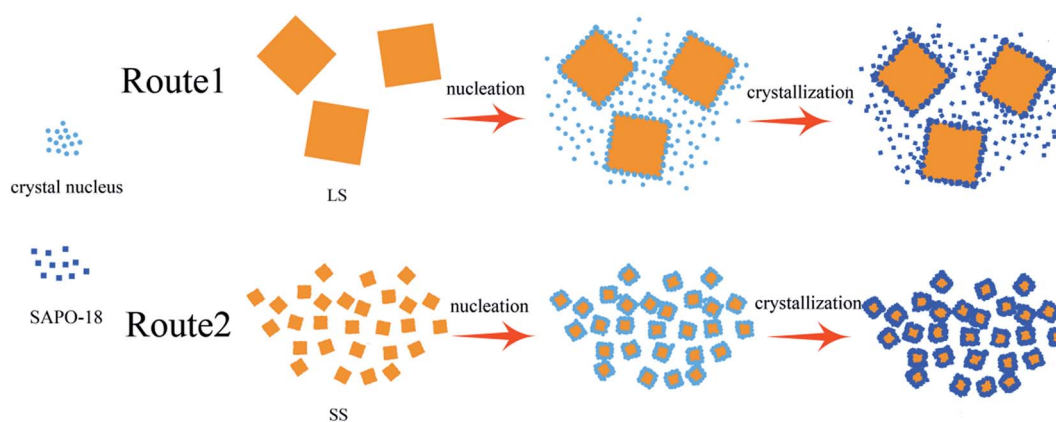 Route1
nucleation
crystallization
crystal nucleus
LS
SAPO-18
Route2
nucleation
crystallization
SS